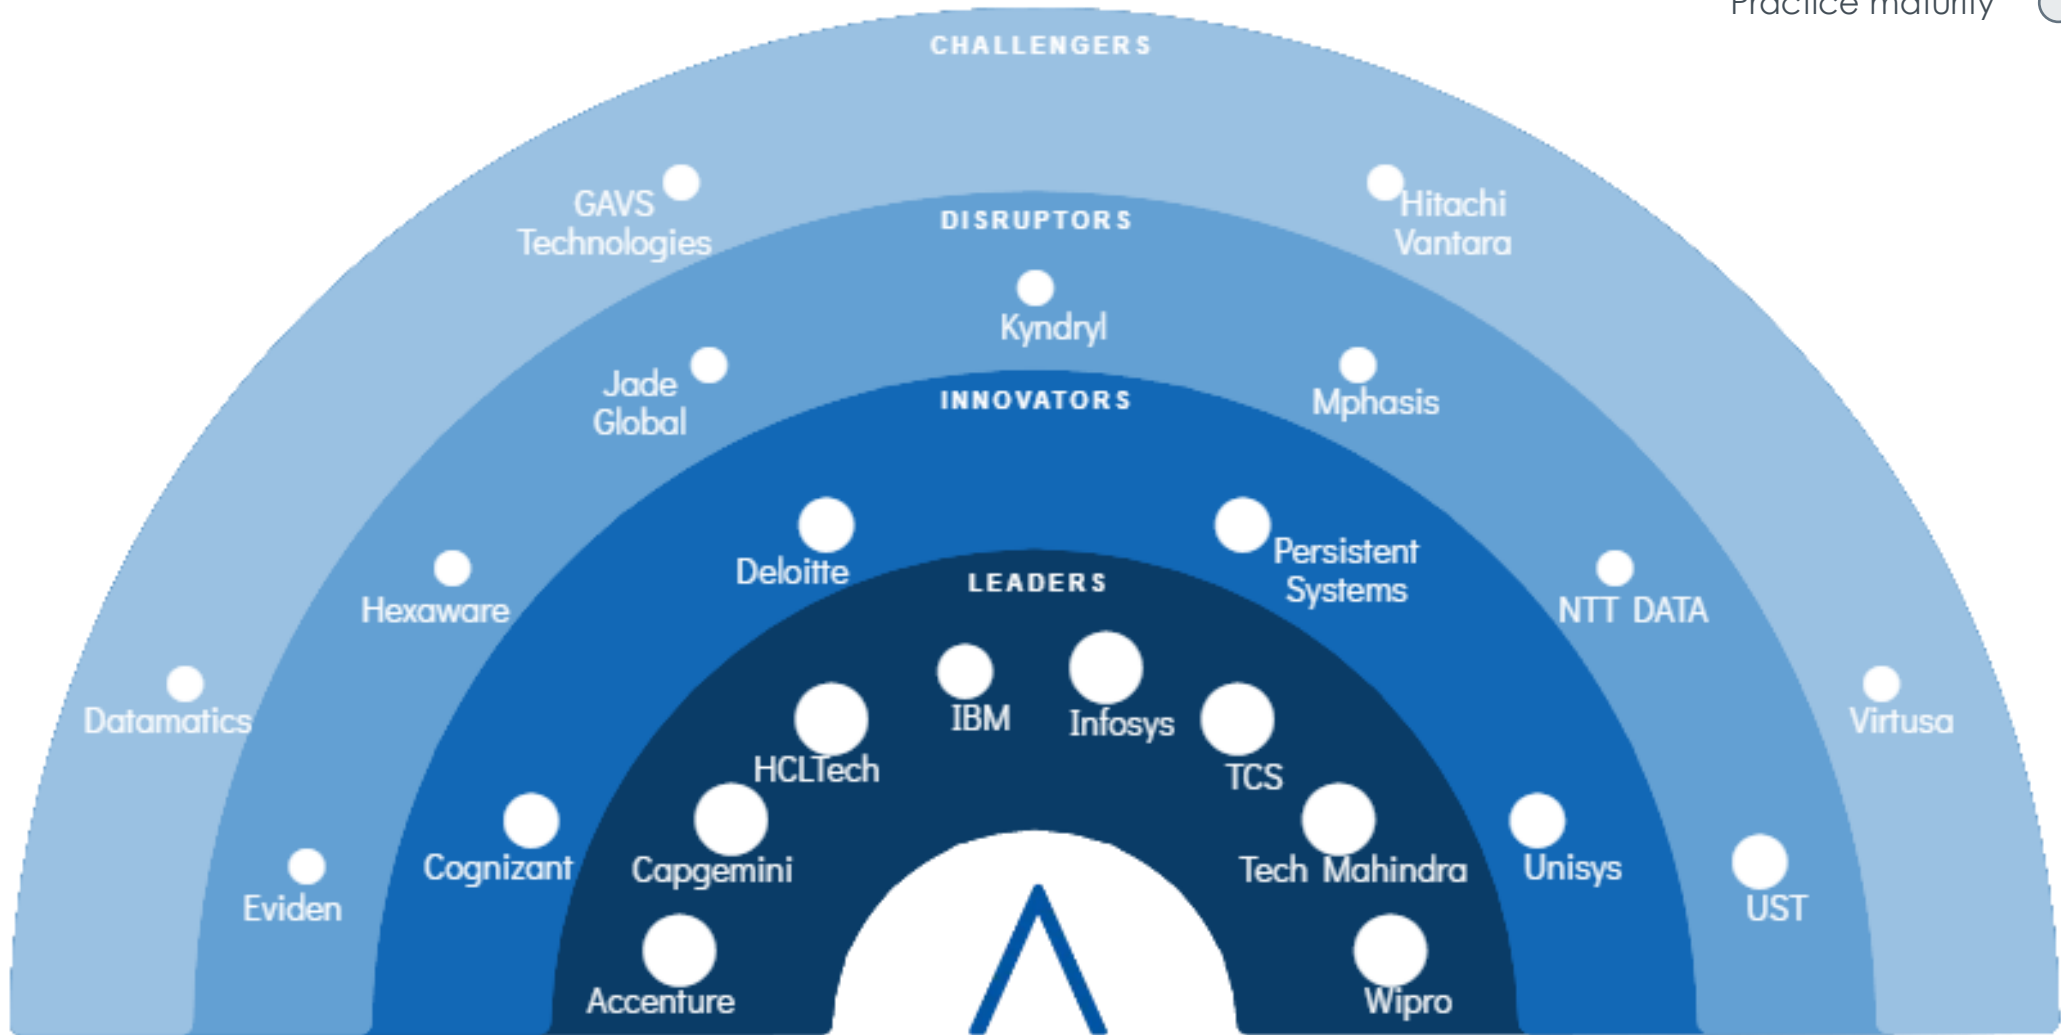 Practice maturity
CHALLENGERS
GAVS
Technologies
Hitachi
Vantara
Datamatics
Virtusa
DISRUPTORS
Kyndryl
Jade
Global
Mphasis
Hexaware
NTT DATA
Eviden
UST
INNOVATORS
Deloitte
Persistent
Systems
Cognizant
Unisys
LEADERS
IBM
Infosys
HCLTech
TCS
Capgemini
Tech Mahindra
Accenture
Wipro